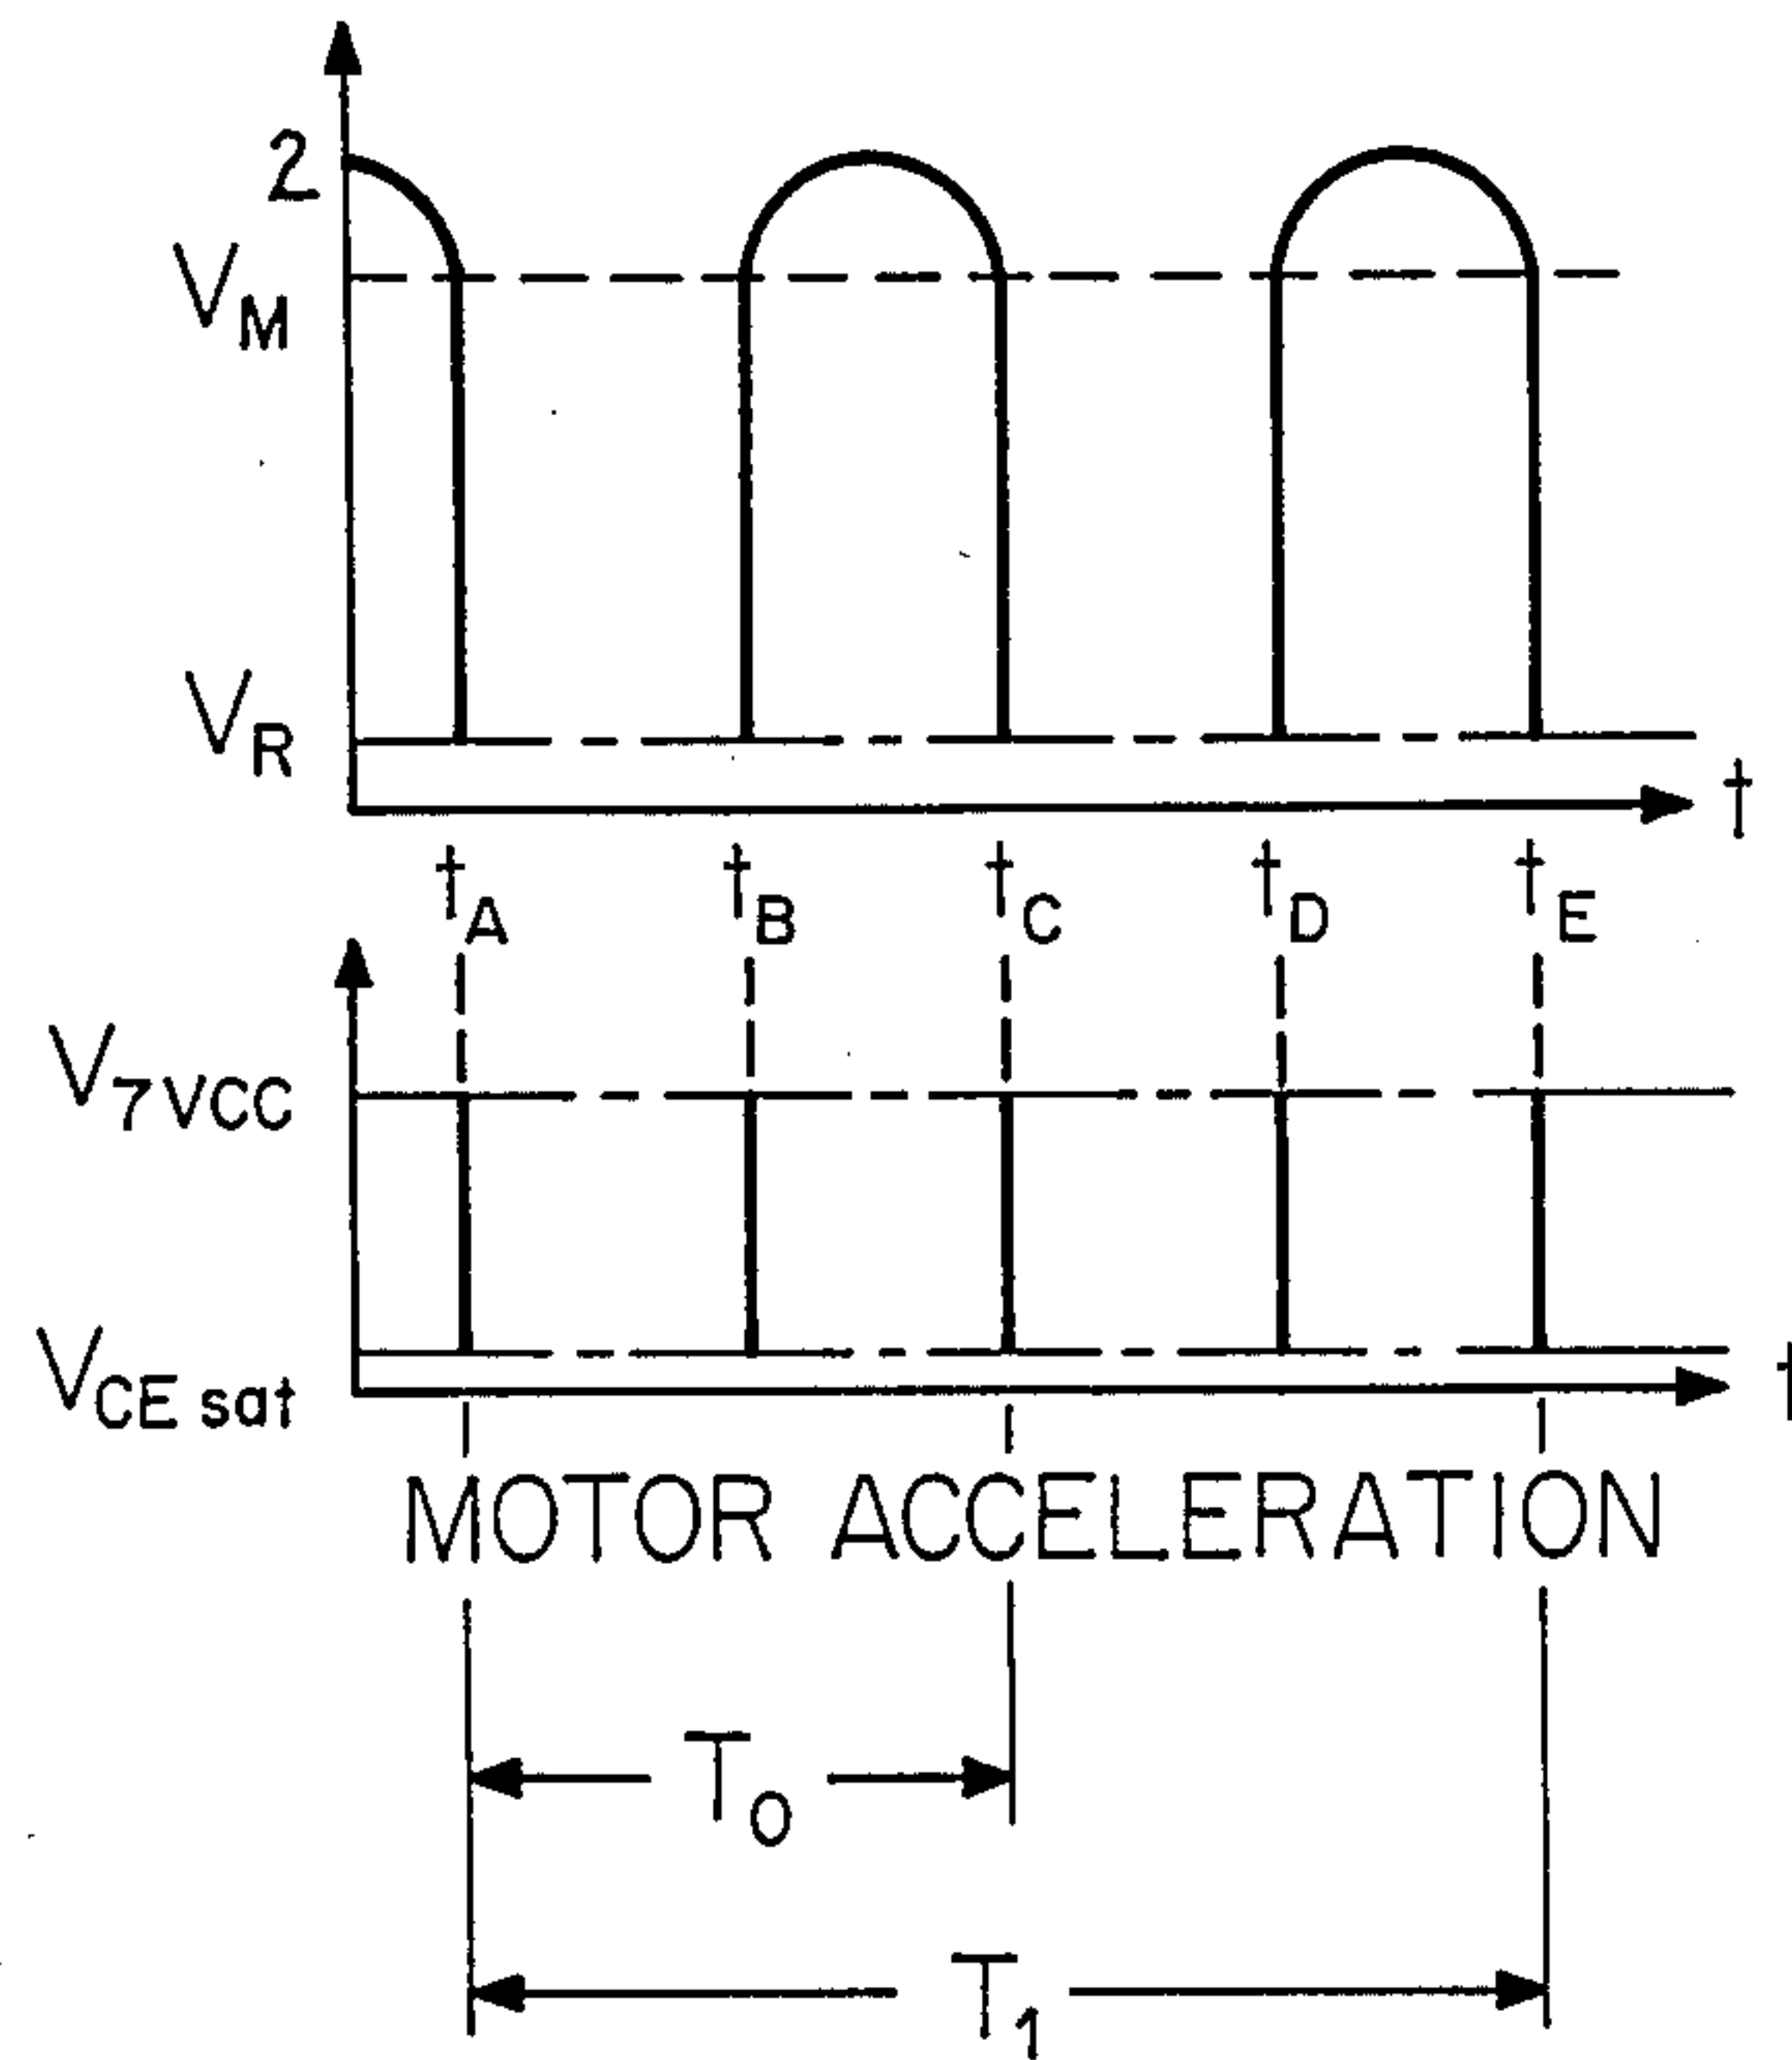 2
V_M
V_R
t
t_A t_B t_C t_D t_E
V_7VCC
V_CE sat
t
MOTOR ACCELERATION
T_0
T_1